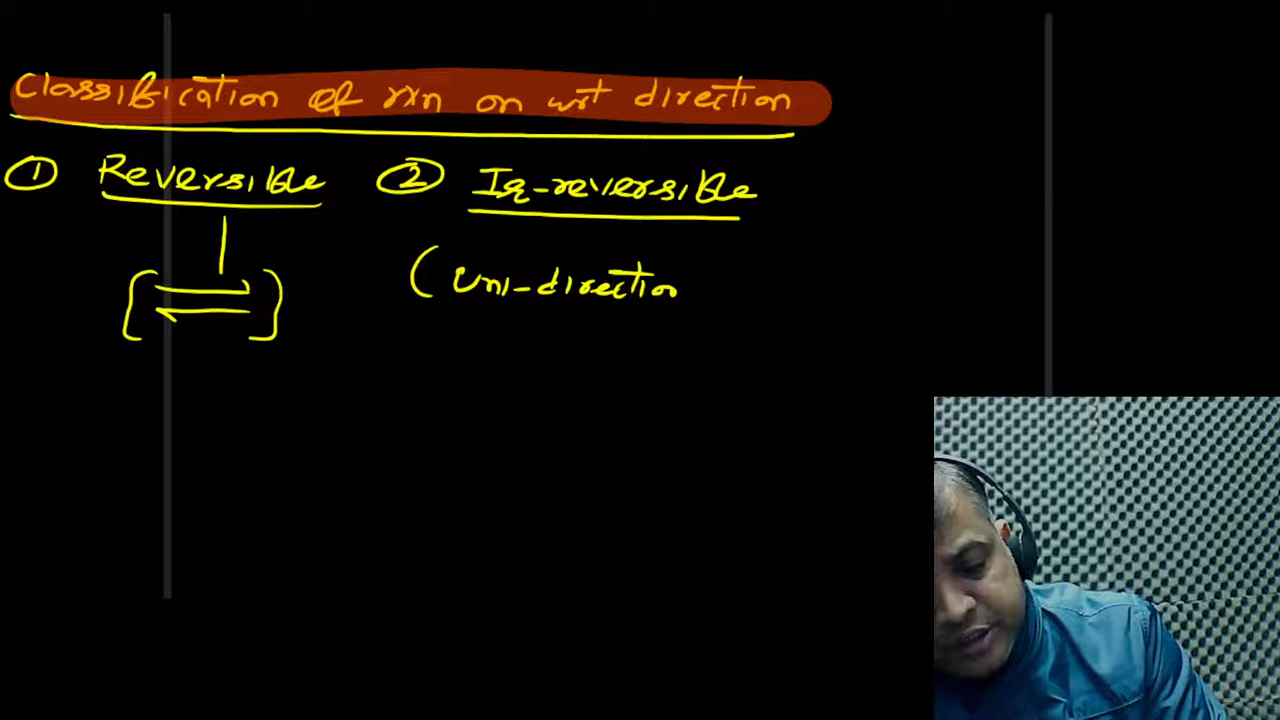 Classification of rxn on wrt direction
① Reversible ② Ir-reversible
(Uni-direction